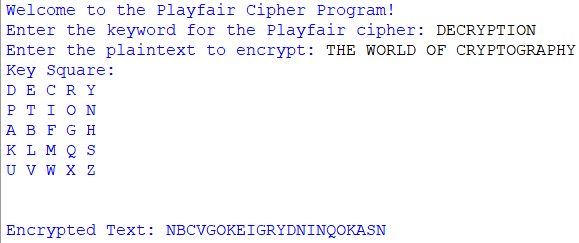 Welcome to the Playfair Cipher Program!
Enter the keyword for the Playfair cipher: DECRYPTION
Enter the plaintext to encrypt: THE WORLD OF CRYPTOGRAPHY
Key Square:
D E C R Y
P T I O N
A B F G H
K L M Q S
U V W X Z
Encrypted Text: NBCVGOKEIGRYDNINQOKASN